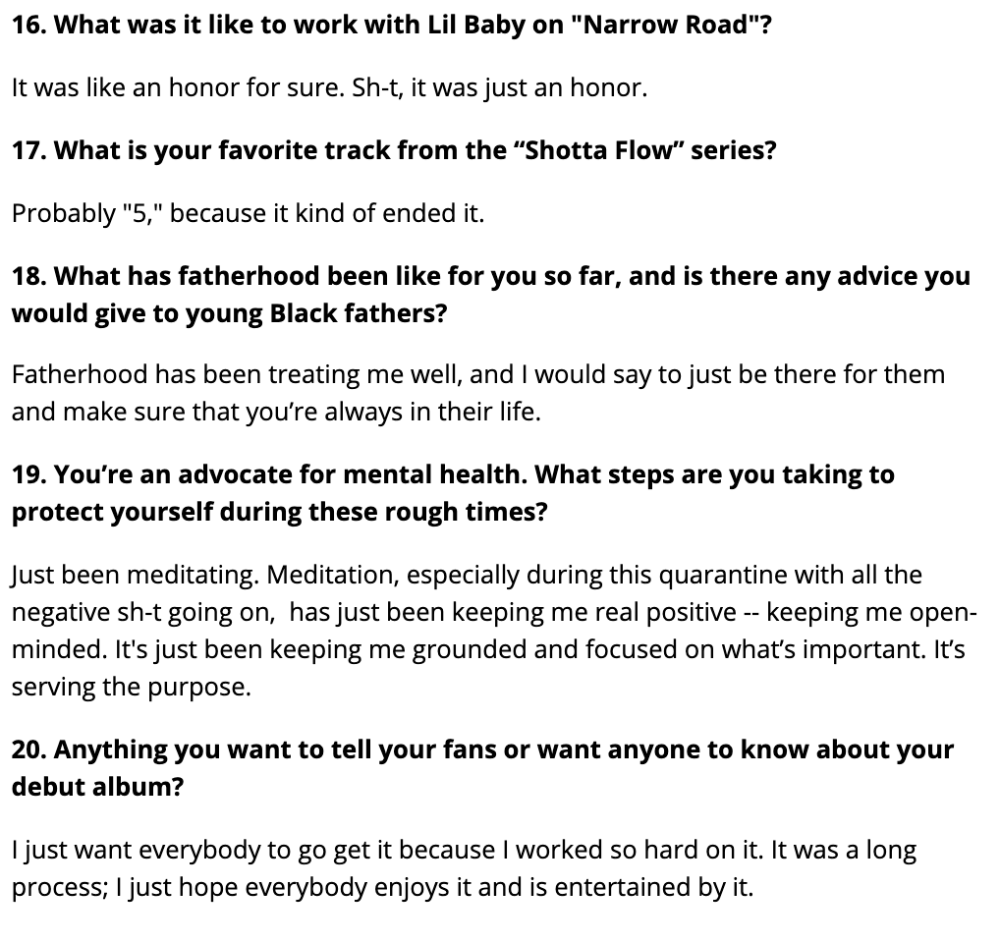 16. What was it like to work with Lil Baby on "Narrow Road"?
It was like an honor for sure. Sh-t, it was just an honor.
17. What is your favorite track from the “Shotta Flow” series?
Probably "5," because it kind of ended it.
18. What has fatherhood been like for you so far, and is there any advice you
would give to young Black fathers?
Fatherhood has been treating me well, and I would say to just be there for them
and make sure that you’re always in their life.
19. You’re an advocate for mental health. What steps are you taking to
protect yourself during these rough times?
Just been meditating. Meditation, especially during this quarantine with all the
negative sh-t going on,  has just been keeping me real positive -- keeping me open-
minded. It's just been keeping me grounded and focused on what’s important. It’s
serving the purpose.
20. Anything you want to tell your fans or want anyone to know about your
debut album?
I just want everybody to go get it because I worked so hard on it. It was a long
process; I just hope everybody enjoys it and is entertained by it.